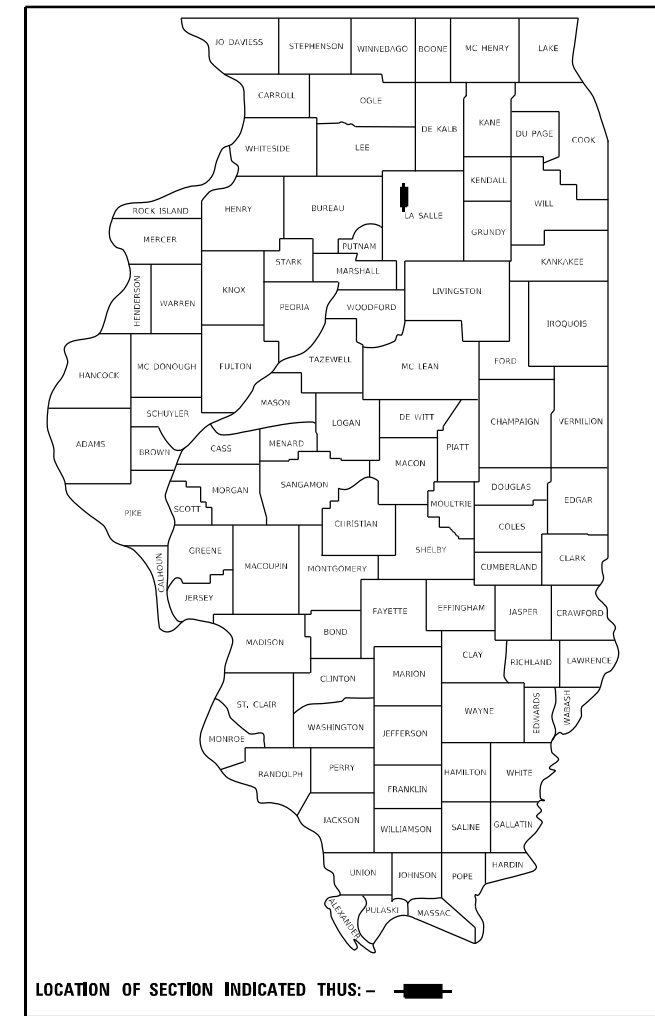 JO DAVIESS STEPHENSON WINNEBAGO BOONE MC HENRY LAKE
CARROLL OGLE DE KALB KANE DU PAGE COOK
WHITESIDE LEE KENDALL WILL
ROCK ISLAND HENRY BUREAU LA SALLE GRUNDY
MERCER PUTNAM KANKAKEE
HENDERSON WARREN KNOX STARK MARSHALL LIVINGSTON
PEORIA WOODFORD IROQUOIS
HANCOCK MC DONOUGH FULTON TAZEWELL MC LEAN FORD
SCHUYLER MASON LOGAN DE WITT CHAMPAIGN VERMILION
ADAMS BROWN CASS MENARD PIATT
MACON
PIKE SCOTT MORGAN SANGAMON MOULTRIE DOUGLAS EDGAR
CHRISTIAN COLES
CALHOUN GREENE MACOUPIN MONTGOMERY SHELBY CUMBERLAND CLARK
JERSEY FAYETTE EFFINGHAM JASPER CRAWFORD
MADISON BOND
CLAY RICHLAND LAWRENCE
CLINTON MARION
ST. CLAIR WAYNE EDWARDS WABASH
MONROE WASHINGTON JEFFERSON
RANDOLPH PERRY HAMILTON WHITE
FRANKLIN
JACKSON WILLIAMSON SALINE GALLATIN
UNION JOHNSON POPE HARDIN
ALEXANDER PULASKI MASSAC
LOCATION OF SECTION INDICATED THUS: –